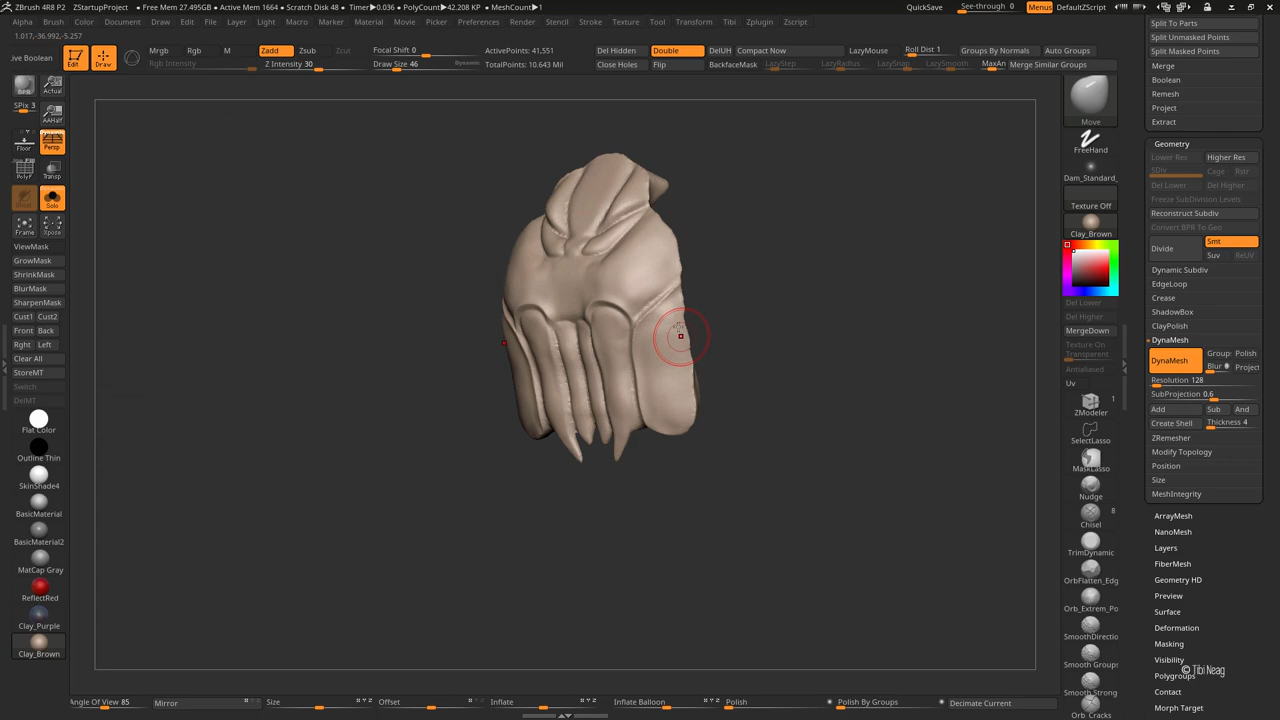 ZBrush 4R8 P2 ZStartupProject • Free Mem 27.495GB • Active Mem 1664 • Scratch Disk 48 • Timer▶0.036 • PolyCount▶42.208 KP • MeshCount▶1 QuickSave See-through 0 Menus DefaultZScript
Alpha Brush Color Document Draw Edit File Layer Light Macro Marker Material Movie Picker Preferences Render Stencil Stroke Texture Tool Transform Tibi Zplugin Zscript
1.017,-36.992,-5.257
ive Boolean Edit Draw
Mrgb Rgb M Zadd Zsub Zcut Focal Shift 0 ActivePoints: 41,551 Del Hidden Double DelUH Compact Now LazyMouse Roll Dist 1 Groups By Normals Auto Groups
Rgb Intensity Z Intensity 30 Draw Size 46 Dynamic TotalPoints: 10.643 Mil Close Holes Flip BackfaceMask LazyStep LazyRadius LazySnap LazySmooth MaxAn Merge Similar Groups
BPR Actual
SPix 3 AAHalf
Floor Persp
PolyF Transp
Solo
Frame Xpose
ViewMask
GrowMask
ShrinkMask
BlurMask
SharpenMask
Cust1 Cust2
Front Back
Rght Left
Clear All
StoreMT
Switch
DelMT
Flat Color
Outline Thin
SkinShade4
BasicMaterial
BasicMaterial2
MatCap Gray
ReflectRed
Clay_Purple
Clay_Brown
Move
FreeHand
Dam_Standard_
Texture Off
Clay_Brown
Del Lower
Del Higher
MergeDown
Texture On
Transparent
Antialiased
Uv
1
ZModeler
SelectLasso
MaskLasso
Nudge
8
Chisel
TrimDynamic
OrbFlatten_Edg
Orb_Extrem_Po
SmoothDirectio
Smooth Groups
Smooth_Strong
Orb_Cracks
Split To Parts
Split Unmasked Points
Split Masked Points
Merge
Boolean
Remesh
Project
Extract
Geometry
Lower Res Higher Res
SDiv Cage Rstr
Del Lower Del Higher
Freeze SubDivision Levels
Reconstruct Subdiv
Convert BPR To Geo
Divide Smt
Suv ReUV
Dynamic Subdiv
EdgeLoop
Crease
ShadowBox
ClayPolish
DynaMesh
DynaMesh Group Polish
Blur Project
Resolution 128
SubProjection 0.6
Add Sub And
Create Shell Thickness 4
ZRemesher
Modify Topology
Position
Size
MeshIntegrity
ArrayMesh
NanoMesh
Layers
FiberMesh
Geometry HD
Preview
Surface
Deformation
Masking
Visibility
© Tibi Neag
Polygroups
Contact
Morph Target
Angle Of View 85 Mirror Size Offset Inflate Inflate Balloon Polish Polish By Groups Decimate Current